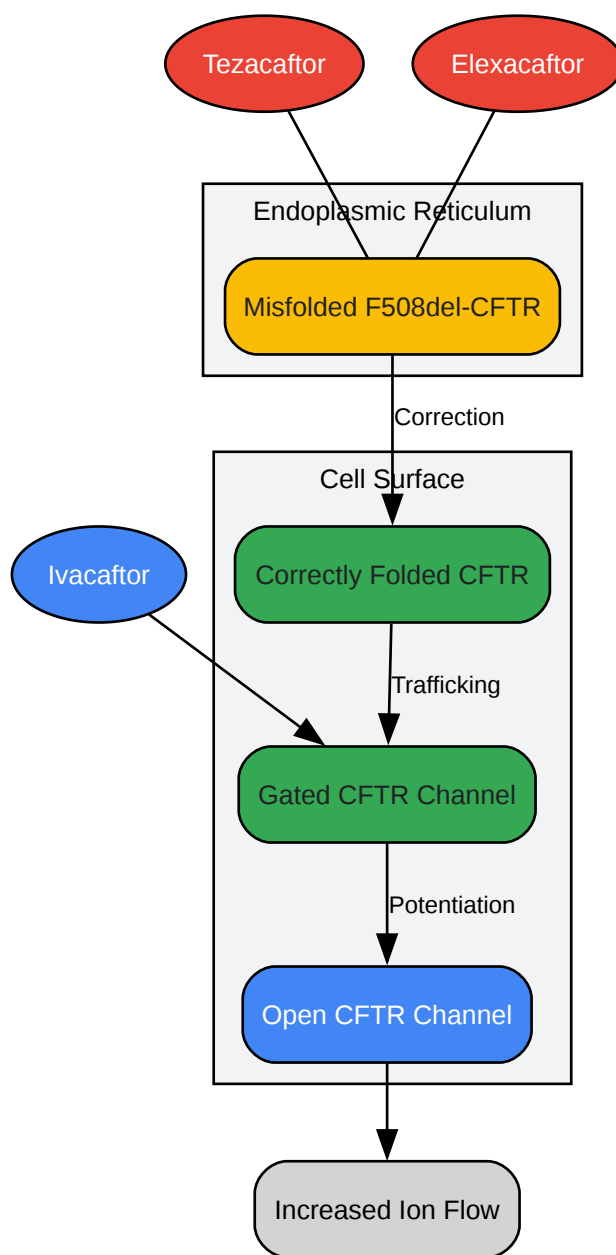 Tezacaftor
Elexacaftor
Endoplasmic Reticulum
Misfolded F508del-CFTR
Correction
Cell Surface
Ivacaftor
Correctly Folded CFTR
Trafficking
Gated CFTR Channel
Potentiation
Open CFTR Channel
Increased Ion Flow